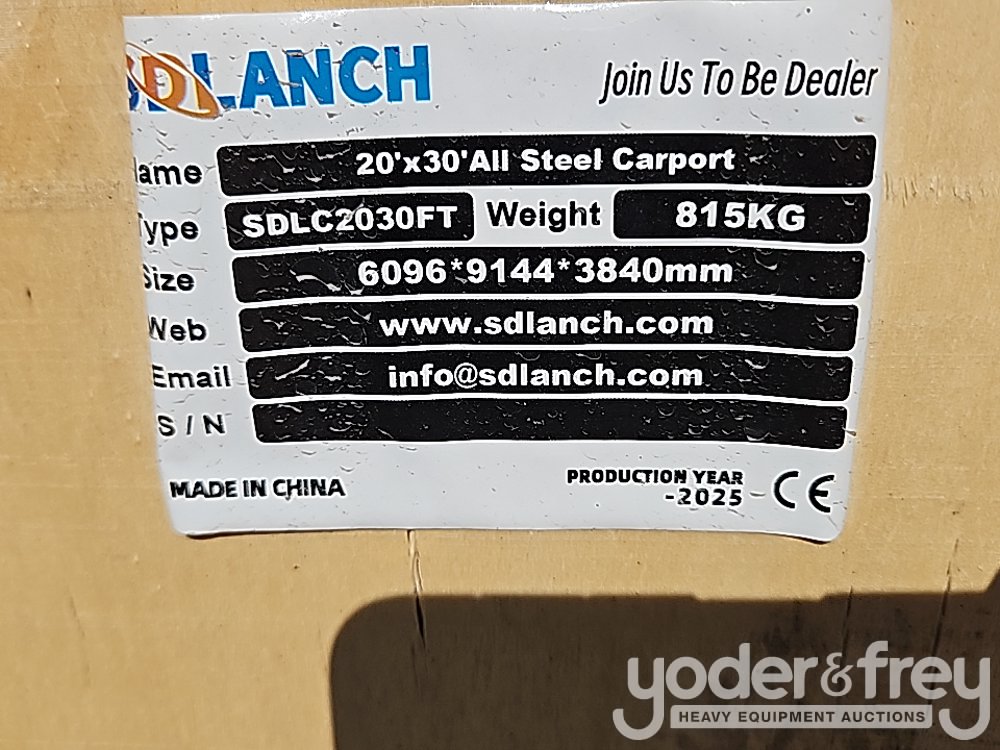 SDLANCH
Join Us To Be Dealer
ame 20'x30'All Steel Carport
ype SDLC2030FT Weight 815KG
Size 6096*9144*3840mm
Web www.sdlanch.com
Email info@sdlanch.com
S / N
MADE IN CHINA
PRODUCTION YEAR
-2025- CE
yoder&frey
HEAVY EQUIPMENT AUCTIONS